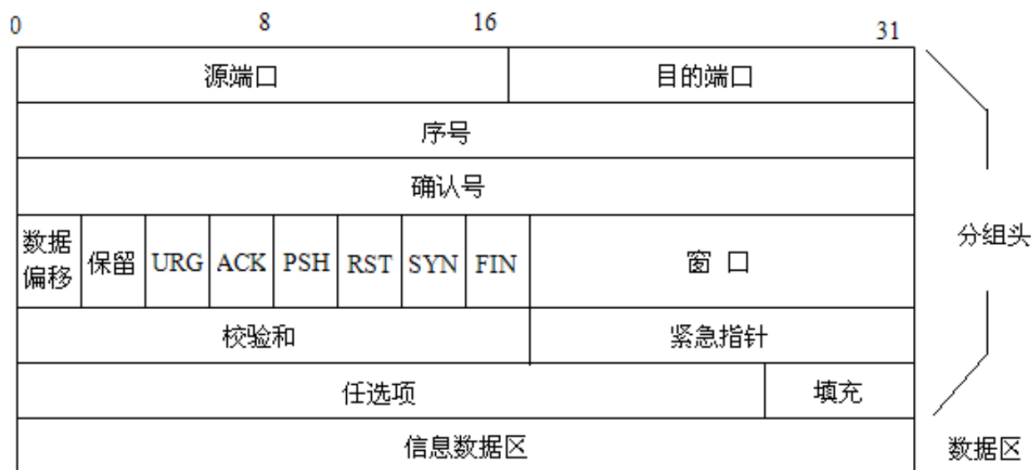 0 8 16 31
源端口 目的端口
序号
确认号
数据偏移 保留 URG ACK PSH RST SYN FIN 窗 口
分组头
校验和 紧急指针
任选项 填充
信息数据区 数据区